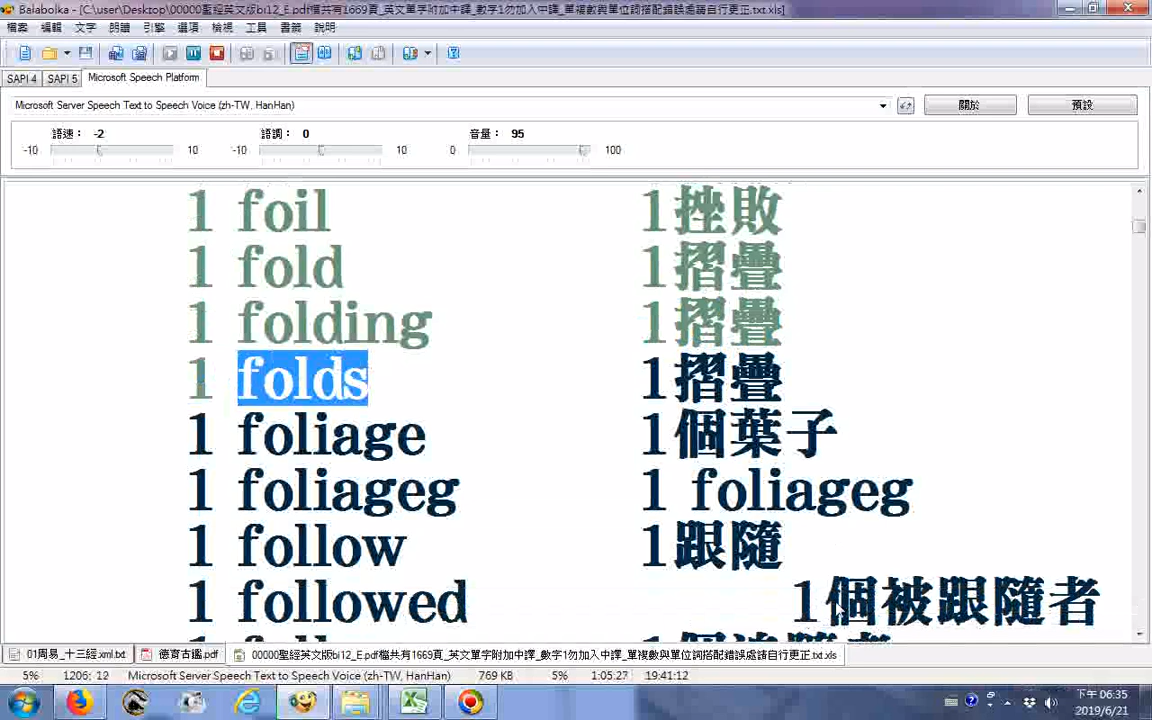 Balabolka - [C:\user\Desktop\00000聖經英文版bi12_E.pdf檔共有1669頁_英文單字附加中譯_數字1勿加入中譯_單複數與單位詞搭配錯誤處請自行更正.txt.xls]
檔案 編輯 文字 朗讀 引擎 選項 檢視 工具 書籤 說明
SAPI 4 SAPI 5 Microsoft Speech Platform
Microsoft Server Speech Text to Speech Voice (zh-TW, HanHan) 關於 預設
語速： -2 語調： 0 音量： 95
-10 10 -10 10 0 100
1 foil 1挫敗
1 fold 1摺疊
1 folding 1摺疊
1 folds 1摺疊
1 foliage 1個葉子
1 foliageg 1 foliageg
1 follow 1跟隨
1 followed 1個被跟隨者
01周易_十三經.xml.txt 德育古鑑.pdf 00000聖經英文版bi12_E.pdf檔共有1669頁_英文單字附加中譯_數字1勿加入中譯_單複數與單位詞搭配錯誤處請自行更正.txt.xls
5% 1206: 12 Microsoft Server Speech Text to Speech Voice (zh-TW, HanHan) 769 KB 5% 1:05:27 19:41:12
下午 06:35
2019/6/21